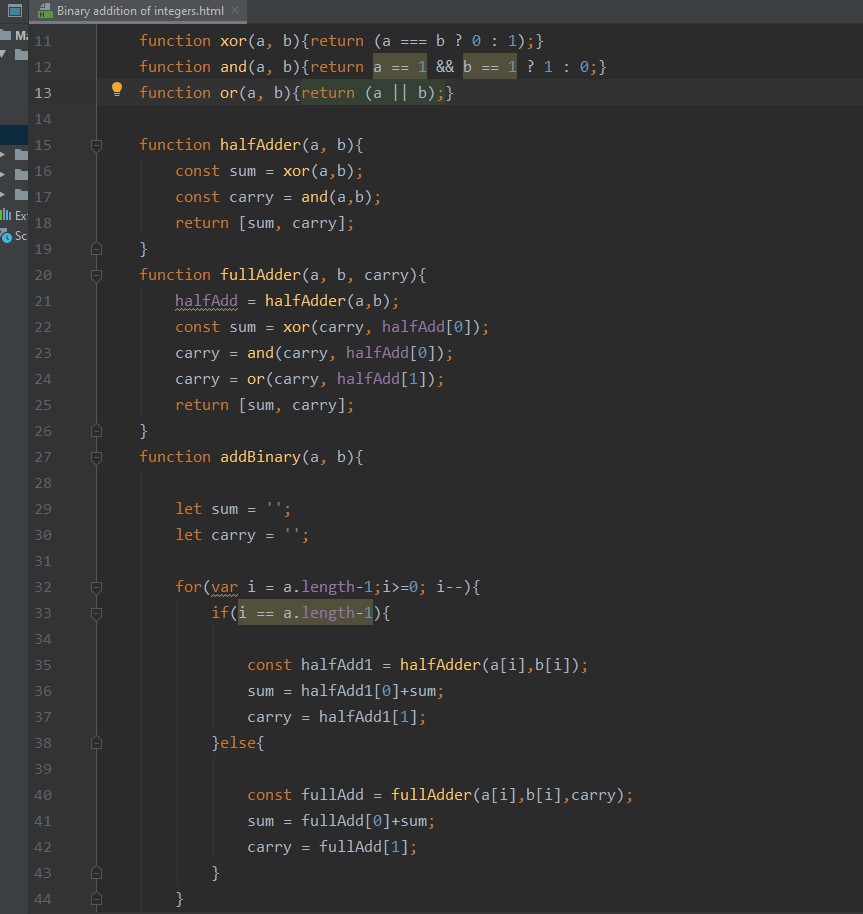 Binary addition of integers.html
Ma
Ex
Sc
11 function xor(a, b){return (a === b ? 0 : 1);}
12 function and(a, b){return a == 1 && b == 1 ? 1 : 0;}
13 function or(a, b){return (a || b);}
14
15 function halfAdder(a, b){
16 const sum = xor(a,b);
17 const carry = and(a,b);
18 return [sum, carry];
19 }
20 function fullAdder(a, b, carry){
21 halfAdd = halfAdder(a,b);
22 const sum = xor(carry, halfAdd[0]);
23 carry = and(carry, halfAdd[0]);
24 carry = or(carry, halfAdd[1]);
25 return [sum, carry];
26 }
27 function addBinary(a, b){
28
29 let sum = '';
30 let carry = '';
31
32 for(var i = a.length-1;i>=0; i--){
33 if(i == a.length-1){
34
35 const halfAdd1 = halfAdder(a[i],b[i]);
36 sum = halfAdd1[0]+sum;
37 carry = halfAdd1[1];
38 }else{
39
40 const fullAdd = fullAdder(a[i],b[i],carry);
41 sum = fullAdd[0]+sum;
42 carry = fullAdd[1];
43 }
44 }